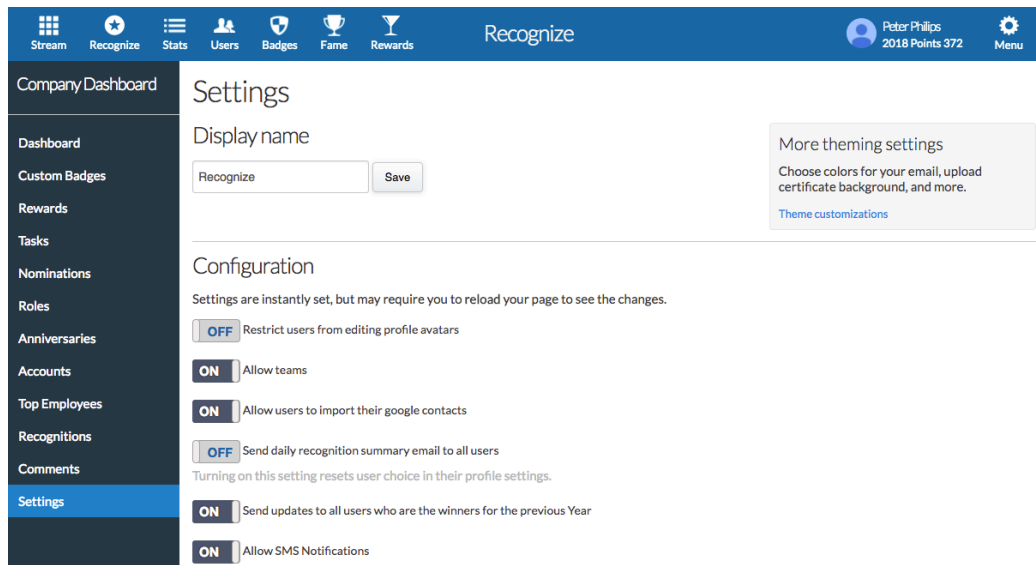 Stream Recognize Stats Users Badges Fame Rewards
Recognize
Peter Philips
2018 Points 372
Menu
Company Dashboard
Dashboard
Custom Badges
Rewards
Tasks
Nominations
Roles
Anniversaries
Accounts
Top Employees
Recognitions
Comments
Settings
Settings
Display name
Recognize
Save
More theming settings
Choose colors for your email, upload
certificate background, and more.
Theme customizations
Configuration
Settings are instantly set, but may require you to reload your page to see the changes.
OFF Restrict users from editing profile avatars
ON Allow teams
ON Allow users to import their google contacts
OFF Send daily recognition summary email to all users
Turning on this setting resets user choice in their profile settings.
ON Send updates to all users who are the winners for the previous Year
ON Allow SMS Notifications